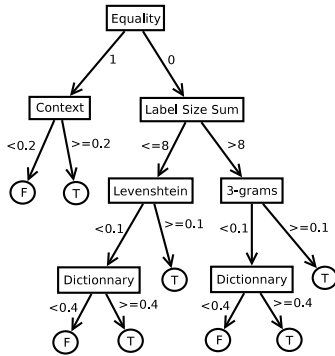 Equality
1 0
Context Label Size Sum
<0.2 >=0.2 <=8 >8
F T Levenshtein 3-grams
<0.1 >=0.1 <0.1 >=0.1
Dictionnary T Dictionnary T
<0.4 >=0.4 <0.4 >=0.4
F T F T